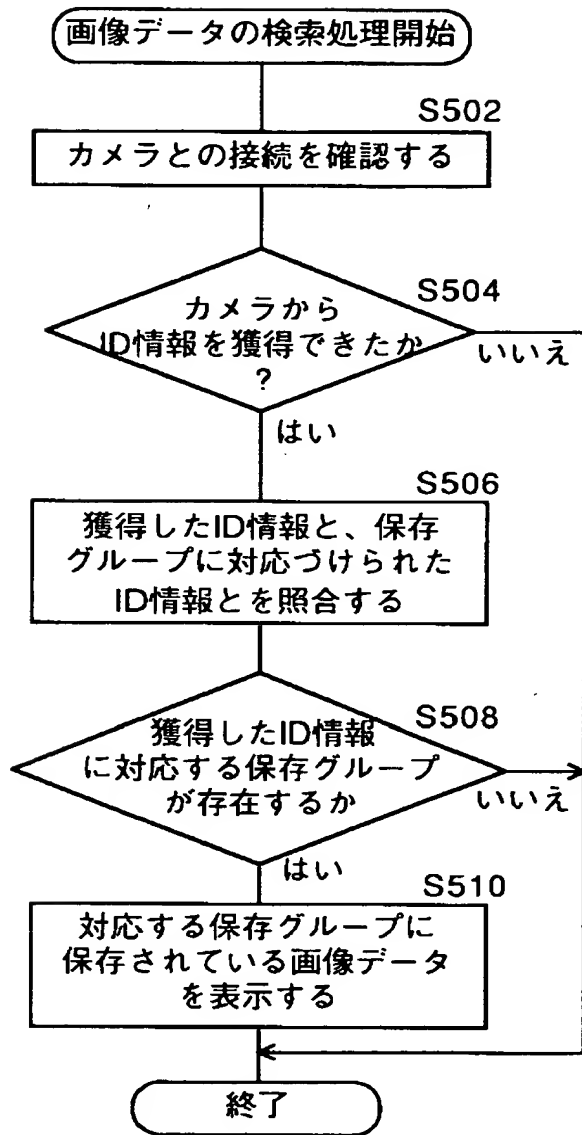 画像データの検索処理開始
S502
カメラとの接続を確認する
S504
カメラから
ID情報を獲得できたか
?
いいえ
はい
S506
獲得したID情報と、保存
グループに対応づけられた
ID情報とを照合する
S508
獲得したID情報
に対応する保存グループ
が存在するか
いいえ
はい
S510
対応する保存グループに
保存されている画像データ
を表示する
終了